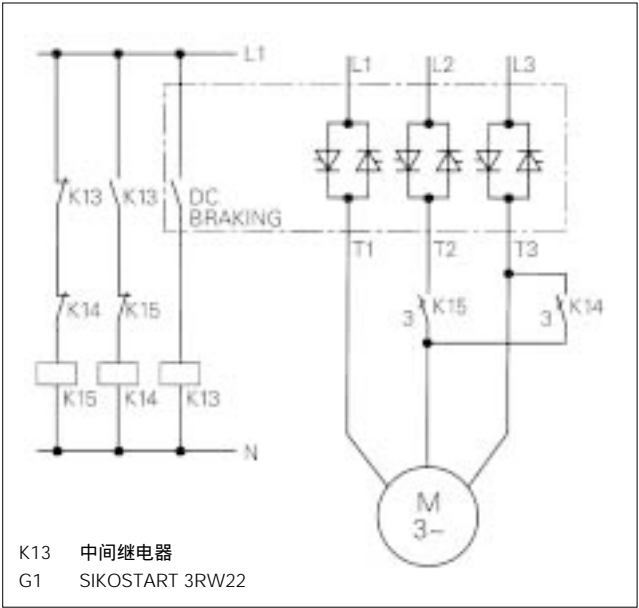 L1
L1 L2 L3
K13 K13 DC
BRAKING
T1 T2 T3
K14 K15
3 K15 3 K14
K15 K14 K13
N
M
3~
K13 中间继电器
G1 SIKOSTART 3RW22